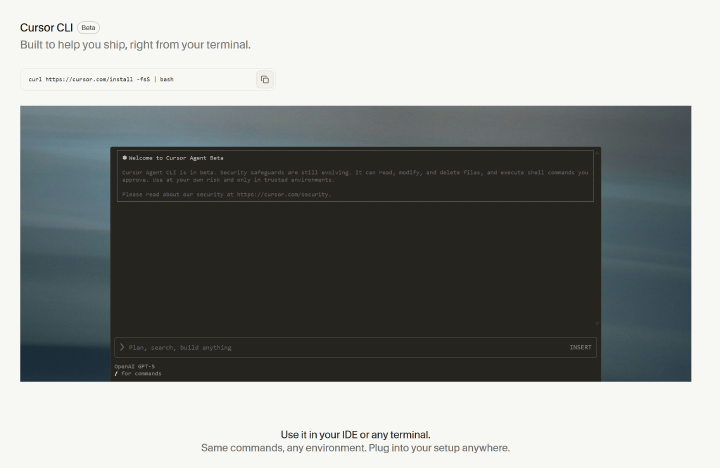 Cursor CLI Beta
Built to help you ship, right from your terminal.
curl https://cursor.com/install -fsS | bash
Welcome to Cursor Agent Beta
Cursor Agent CLI is in beta. Security safeguards are still evolving. It can read, modify, and delete files, and execute shell commands you
approve. Use at your own risk and only in trusted environments.
Please read about our security at https://cursor.com/security.
Plan, search, build anything INSERT
OpenAI GPT-5
/ for commands
Use it in your IDE or any terminal.
Same commands, any environment. Plug into your setup anywhere.